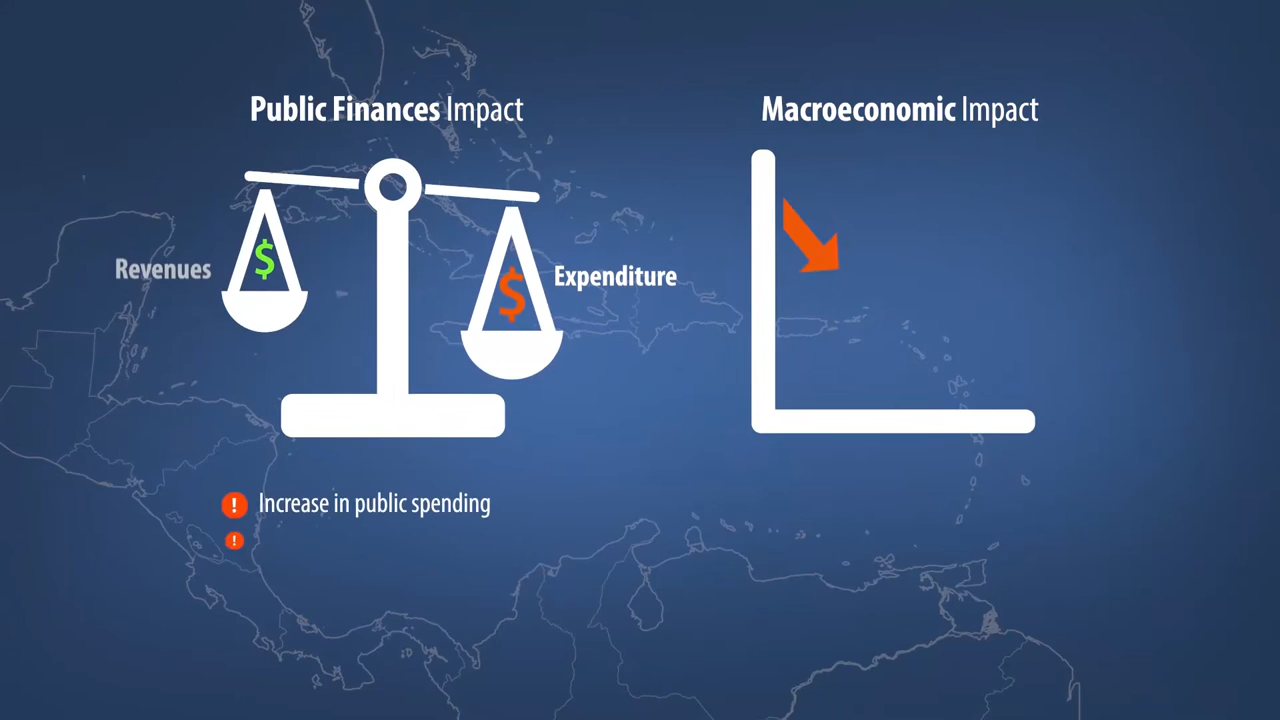 Public Finances Impact
Macroeconomic Impact
$
Revenues
$
Expenditure
! Increase in public spending
!